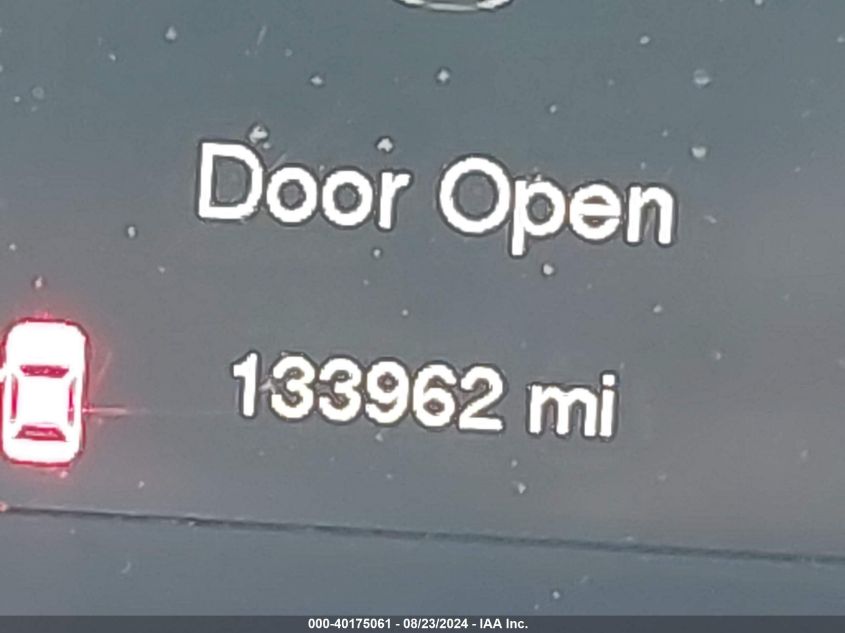 Door Open
133962 mi
000-40175061 - 08/23/2024 - IAA Inc.